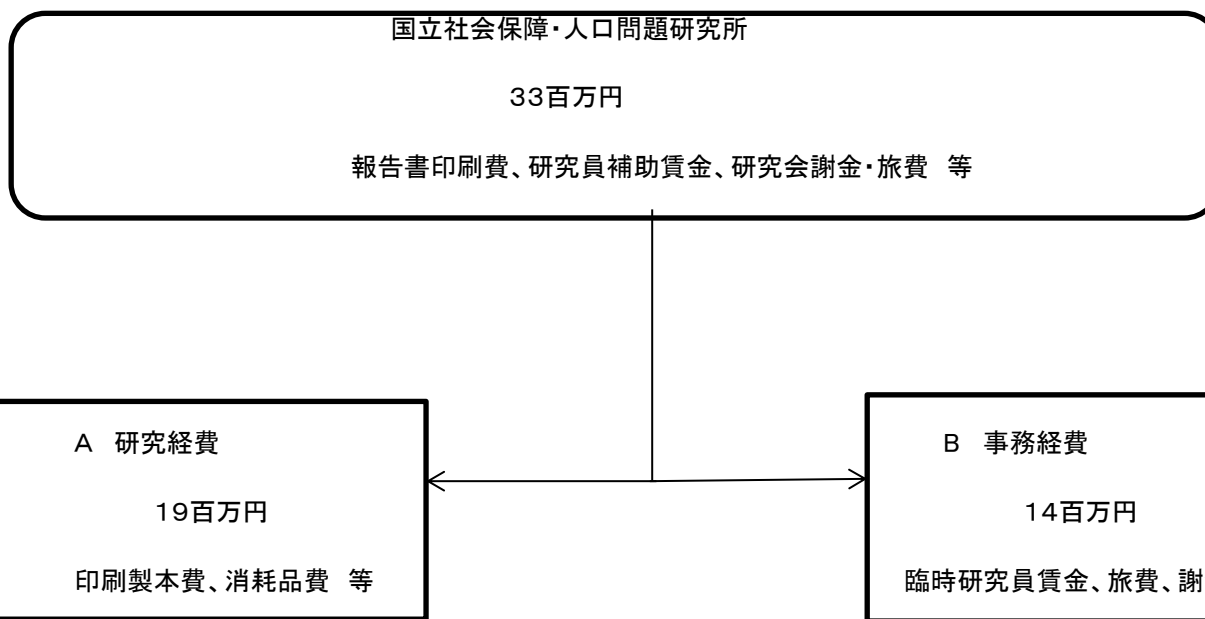 国立社会保障・人口問題研究所
33百万円
報告書印刷費、研究員補助賃金、研究会謝金・旅費　等
A　研究経費
19百万円
印刷製本費、消耗品費　等
B　事務経費
14百万円
臨時研究員賃金、旅費、謝